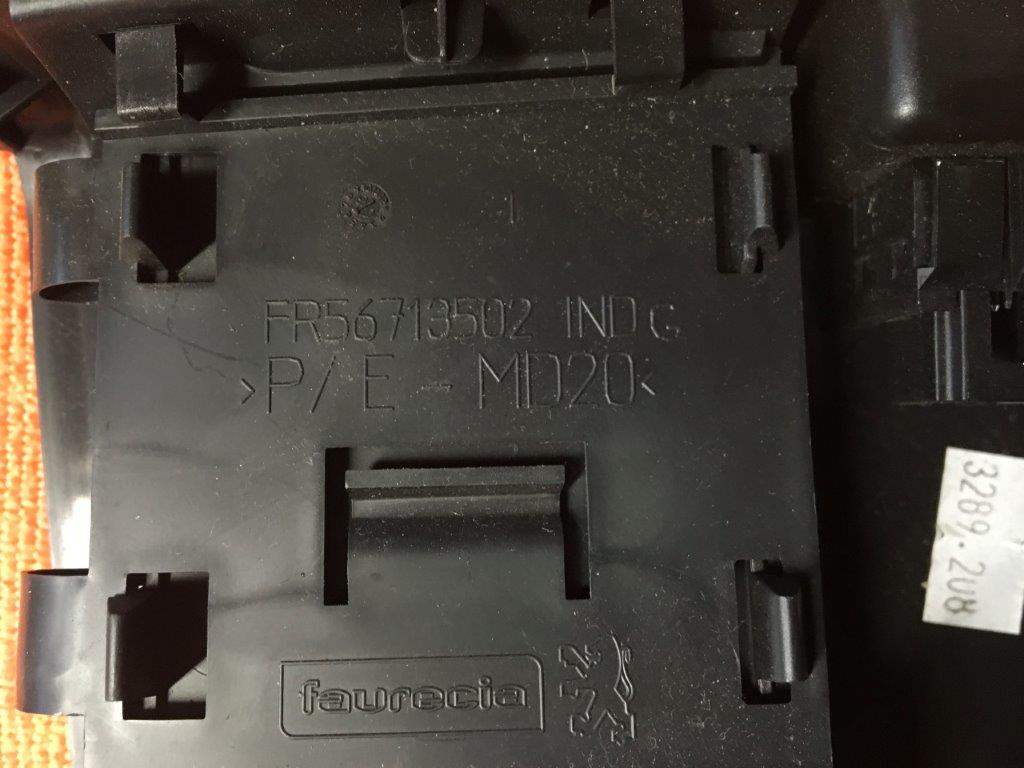 FR56713502 IND G
>P/E - MD20<
faurecia
3289.208